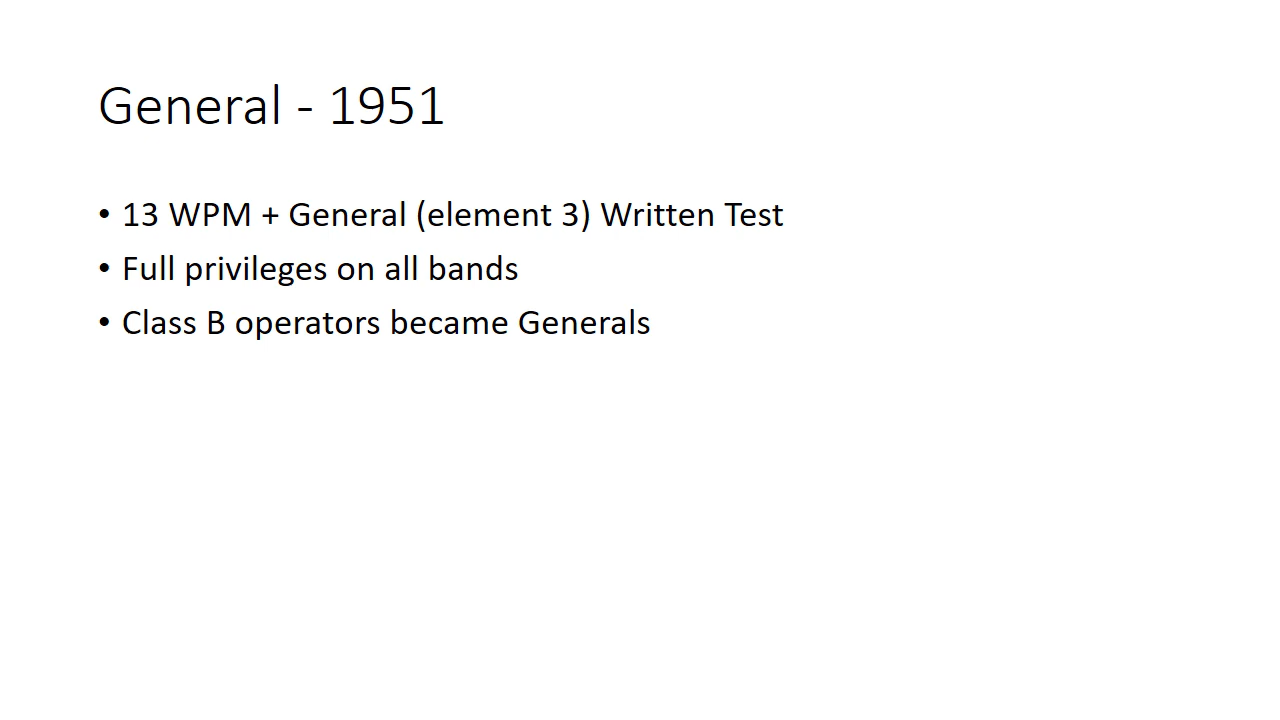 General - 1951
• 13 WPM + General (element 3) Written Test
• Full privileges on all bands
• Class B operators became Generals